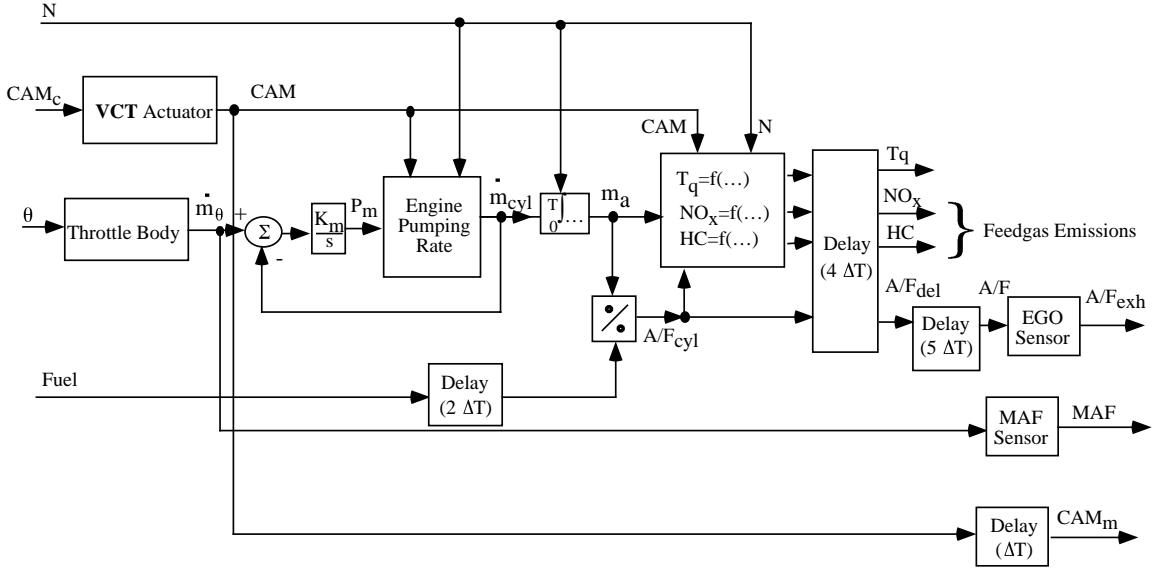 N
CAMc
VCT Actuator
CAM
CAM
N
Tq=f(…)
NOx=f(…)
HC=f(…)
Delay
(4 ΔT)
Tq
NOx
HC
} Feedgas Emissions
θ
Throttle Body
ṁθ
+
Σ
-
Km
s
Pm
Engine
Pumping
Rate
ṁcyl
T
∫…
0
ma
A/Fcyl
A/Fdel
Delay
(5 ΔT)
A/F
EGO
Sensor
A/Fexh
Fuel
Delay
(2 ΔT)
MAF
Sensor
MAF
Delay
(ΔT)
CAMm